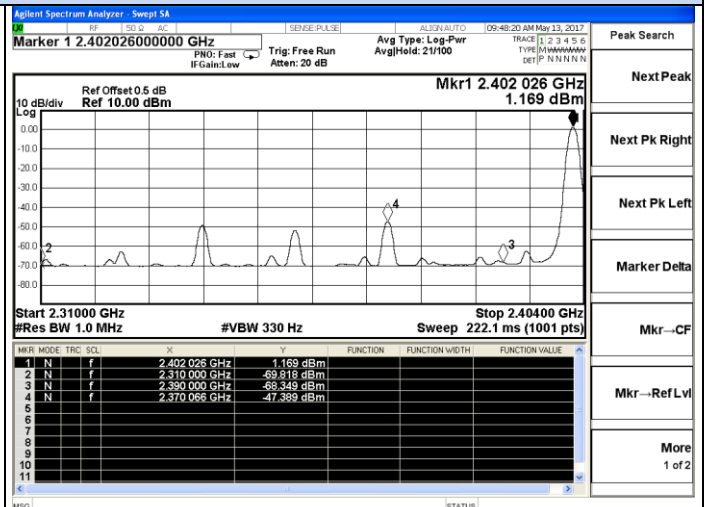 Agilent Spectrum Analyzer - Swept SA
RF 50 Ω AC SENSE:PULSE ALIGN AUTO 09:48:20 AM May 13, 2017
Marker 1 2.402026000000 GHz
PNO: Fast
IFGain:Low
Trig: Free Run
Atten: 20 dB
Avg Type: Log-Pwr
Avg|Hold: 21/100
TRACE 1 2 3 4 5 6
TYPE M
DET P N N N N N
Ref Offset 0.5 dB
Ref 10.00 dBm
Mkr1 2.402 026 GHz
1.169 dBm
10 dB/div
Log
0.00
-10.0
-20.0
-30.0
-40.0
-50.0
-60.0
-70.0
-80.0
2
4
3
Start 2.31000 GHz
Stop 2.40400 GHz
#Res BW 1.0 MHz
#VBW 330 Hz
Sweep 222.1 ms (1001 pts)
MKR MODE TRC SCL X Y FUNCTION FUNCTION WIDTH FUNCTION VALUE
1 N f 2.402 026 GHz 1.169 dBm
2 N f 2.310 000 GHz -69.818 dBm
3 N f 2.390 000 GHz -68.349 dBm
4 N f 2.370 066 GHz -47.389 dBm
5
6
7
8
9
10
11
MSG STATUS
Peak Search
Next Peak
Next Pk Right
Next Pk Left
Marker Delta
Mkr→CF
Mkr→Ref Lvl
More
1 of 2